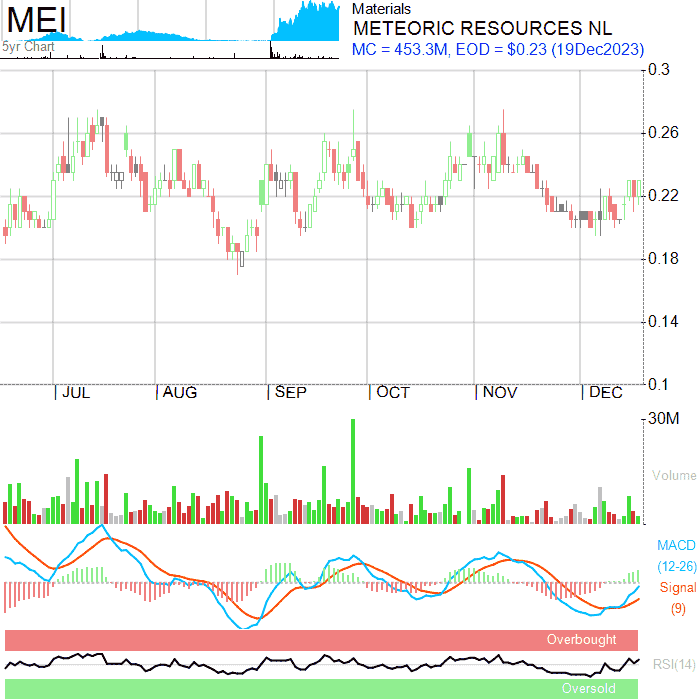 MEI
5yr Chart
Materials
METEORIC RESOURCES NL
MC = 453.3M, EOD = $0.23 (19Dec2023)
0.3
0.26
0.22
0.18
0.14
0.1
JUL AUG SEP OCT NOV DEC
30M
Volume
MACD
(12-26)
Signal
(9)
Overbought
RSI(14)
Oversold